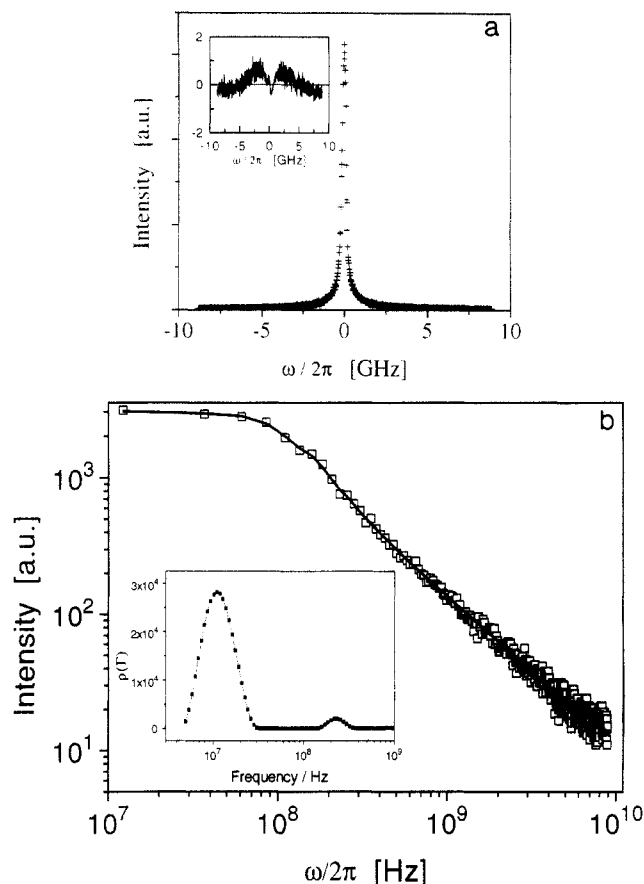 a
Intensity [a.u.]
2
0
-2
-10 -5 0 5 10
ω/2π [GHz]
-10 -5 0 5 10
ω / 2π [GHz]
b
Intensity [a.u.]
10³
10²
10¹
ρ(Γ)
3x10⁴
2x10⁴
1x10⁴
0
10⁷ 10⁸ 10⁹
Frequency / Hz
10⁷ 10⁸ 10⁹ 10¹⁰
ω/2π [Hz]